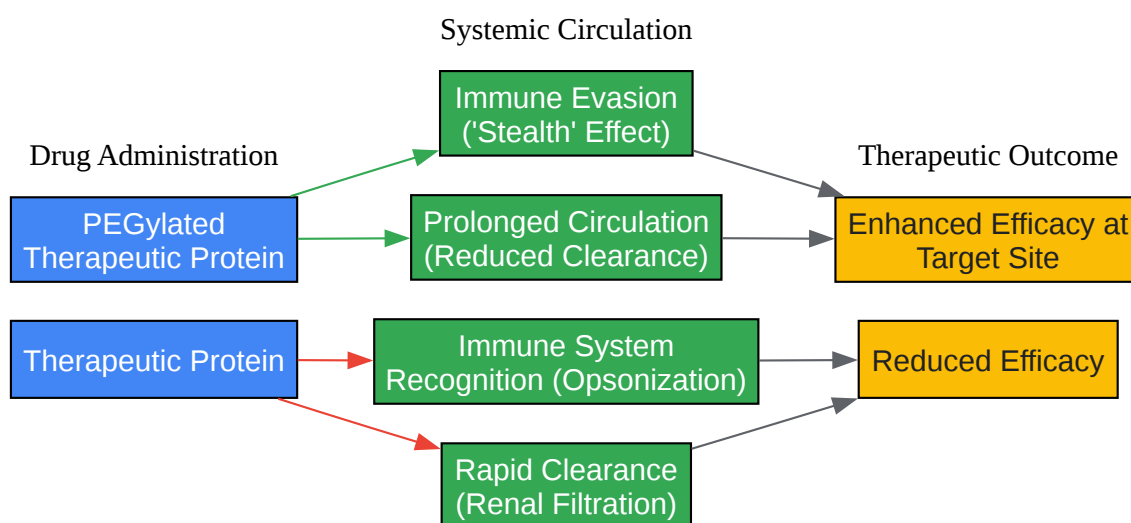 Systemic Circulation
Immune Evasion
('Stealth' Effect)
Drug Administration
Therapeutic Outcome
PEGylated
Therapeutic Protein
Prolonged Circulation
(Reduced Clearance)
Enhanced Efficacy at
Target Site
Therapeutic Protein
Immune System
Recognition (Opsonization)
Reduced Efficacy
Rapid Clearance
(Renal Filtration)